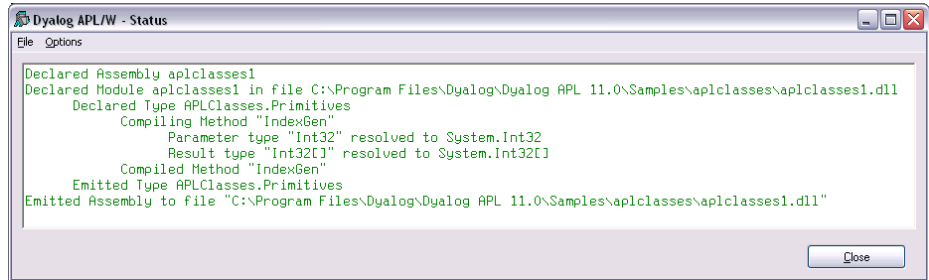 Dyalog APL/W - Status
File Options
Declared Assembly aplclasses1
Declared Module aplclasses1 in file C:\Program Files\Dyalog\Dyalog APL 11.0\Samples\aplclasses\aplclasses1.dll
Declared Type APLClasses.Primitives
Compiling Method "IndexGen"
Parameter type "Int32" resolved to System.Int32
Result type "Int32[]" resolved to System.Int32[]
Compiled Method "IndexGen"
Emitted Type APLClasses.Primitives
Emitted Assembly to file "C:\Program Files\Dyalog\Dyalog APL 11.0\Samples\aplclasses\aplclasses1.dll"
Close